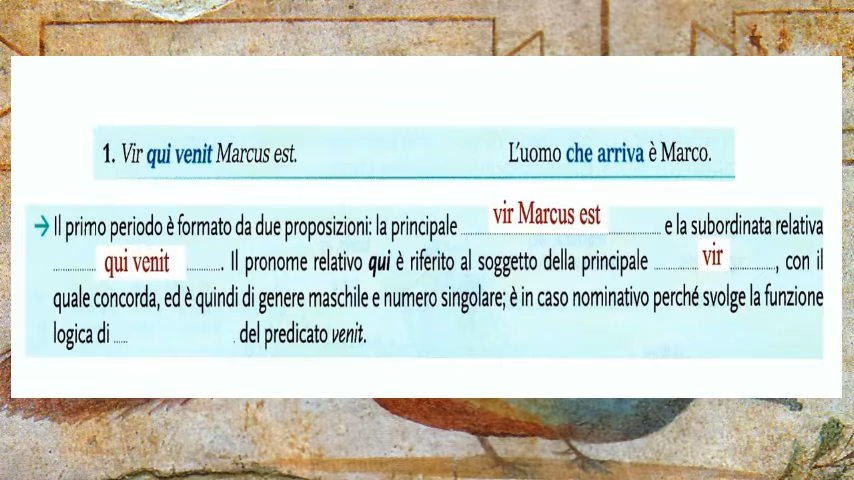 1. Vir qui venit Marcus est. L'uomo che arriva è Marco.
→ Il primo periodo è formato da due proposizioni: la principale vir Marcus est e la subordinata relativa
qui venit. Il pronome relativo qui è riferito al soggetto della principale vir, con il
quale concorda, ed è quindi di genere maschile e numero singolare; è in caso nominativo perché svolge la funzione
logica di ...... . del predicato venit.